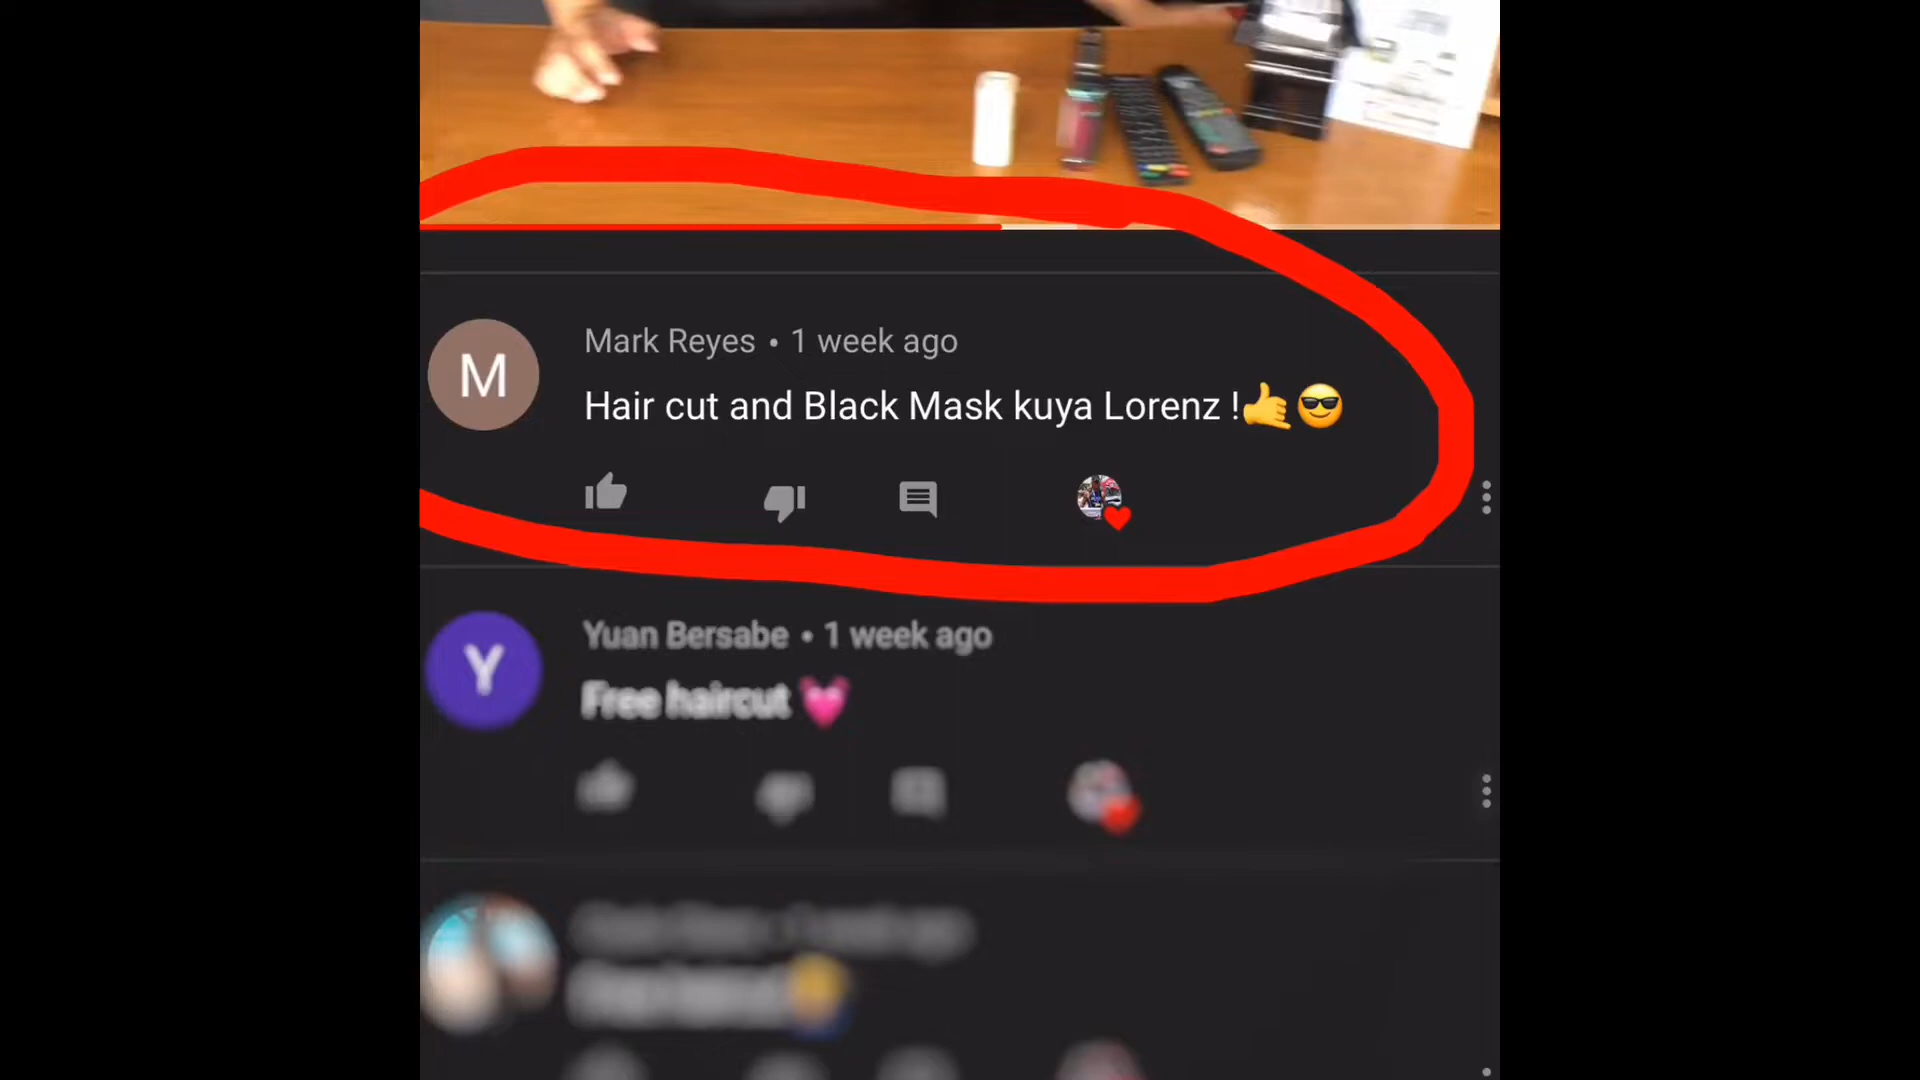 M
Mark Reyes • 1 week ago
Hair cut and Black Mask kuya Lorenz !🤙😎
Y
Yuan Bersabe • 1 week ago
Free haircut 💓